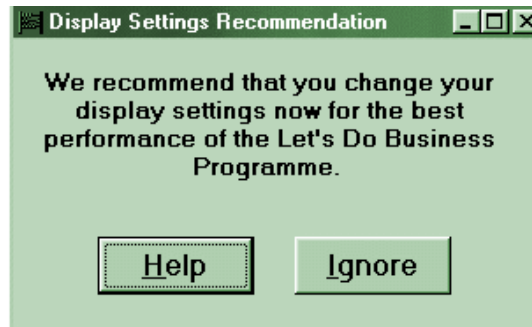 Display Settings Recommendation
We recommend that you change your
display settings now for the best
performance of the Let's Do Business
Programme.
Help
Ignore